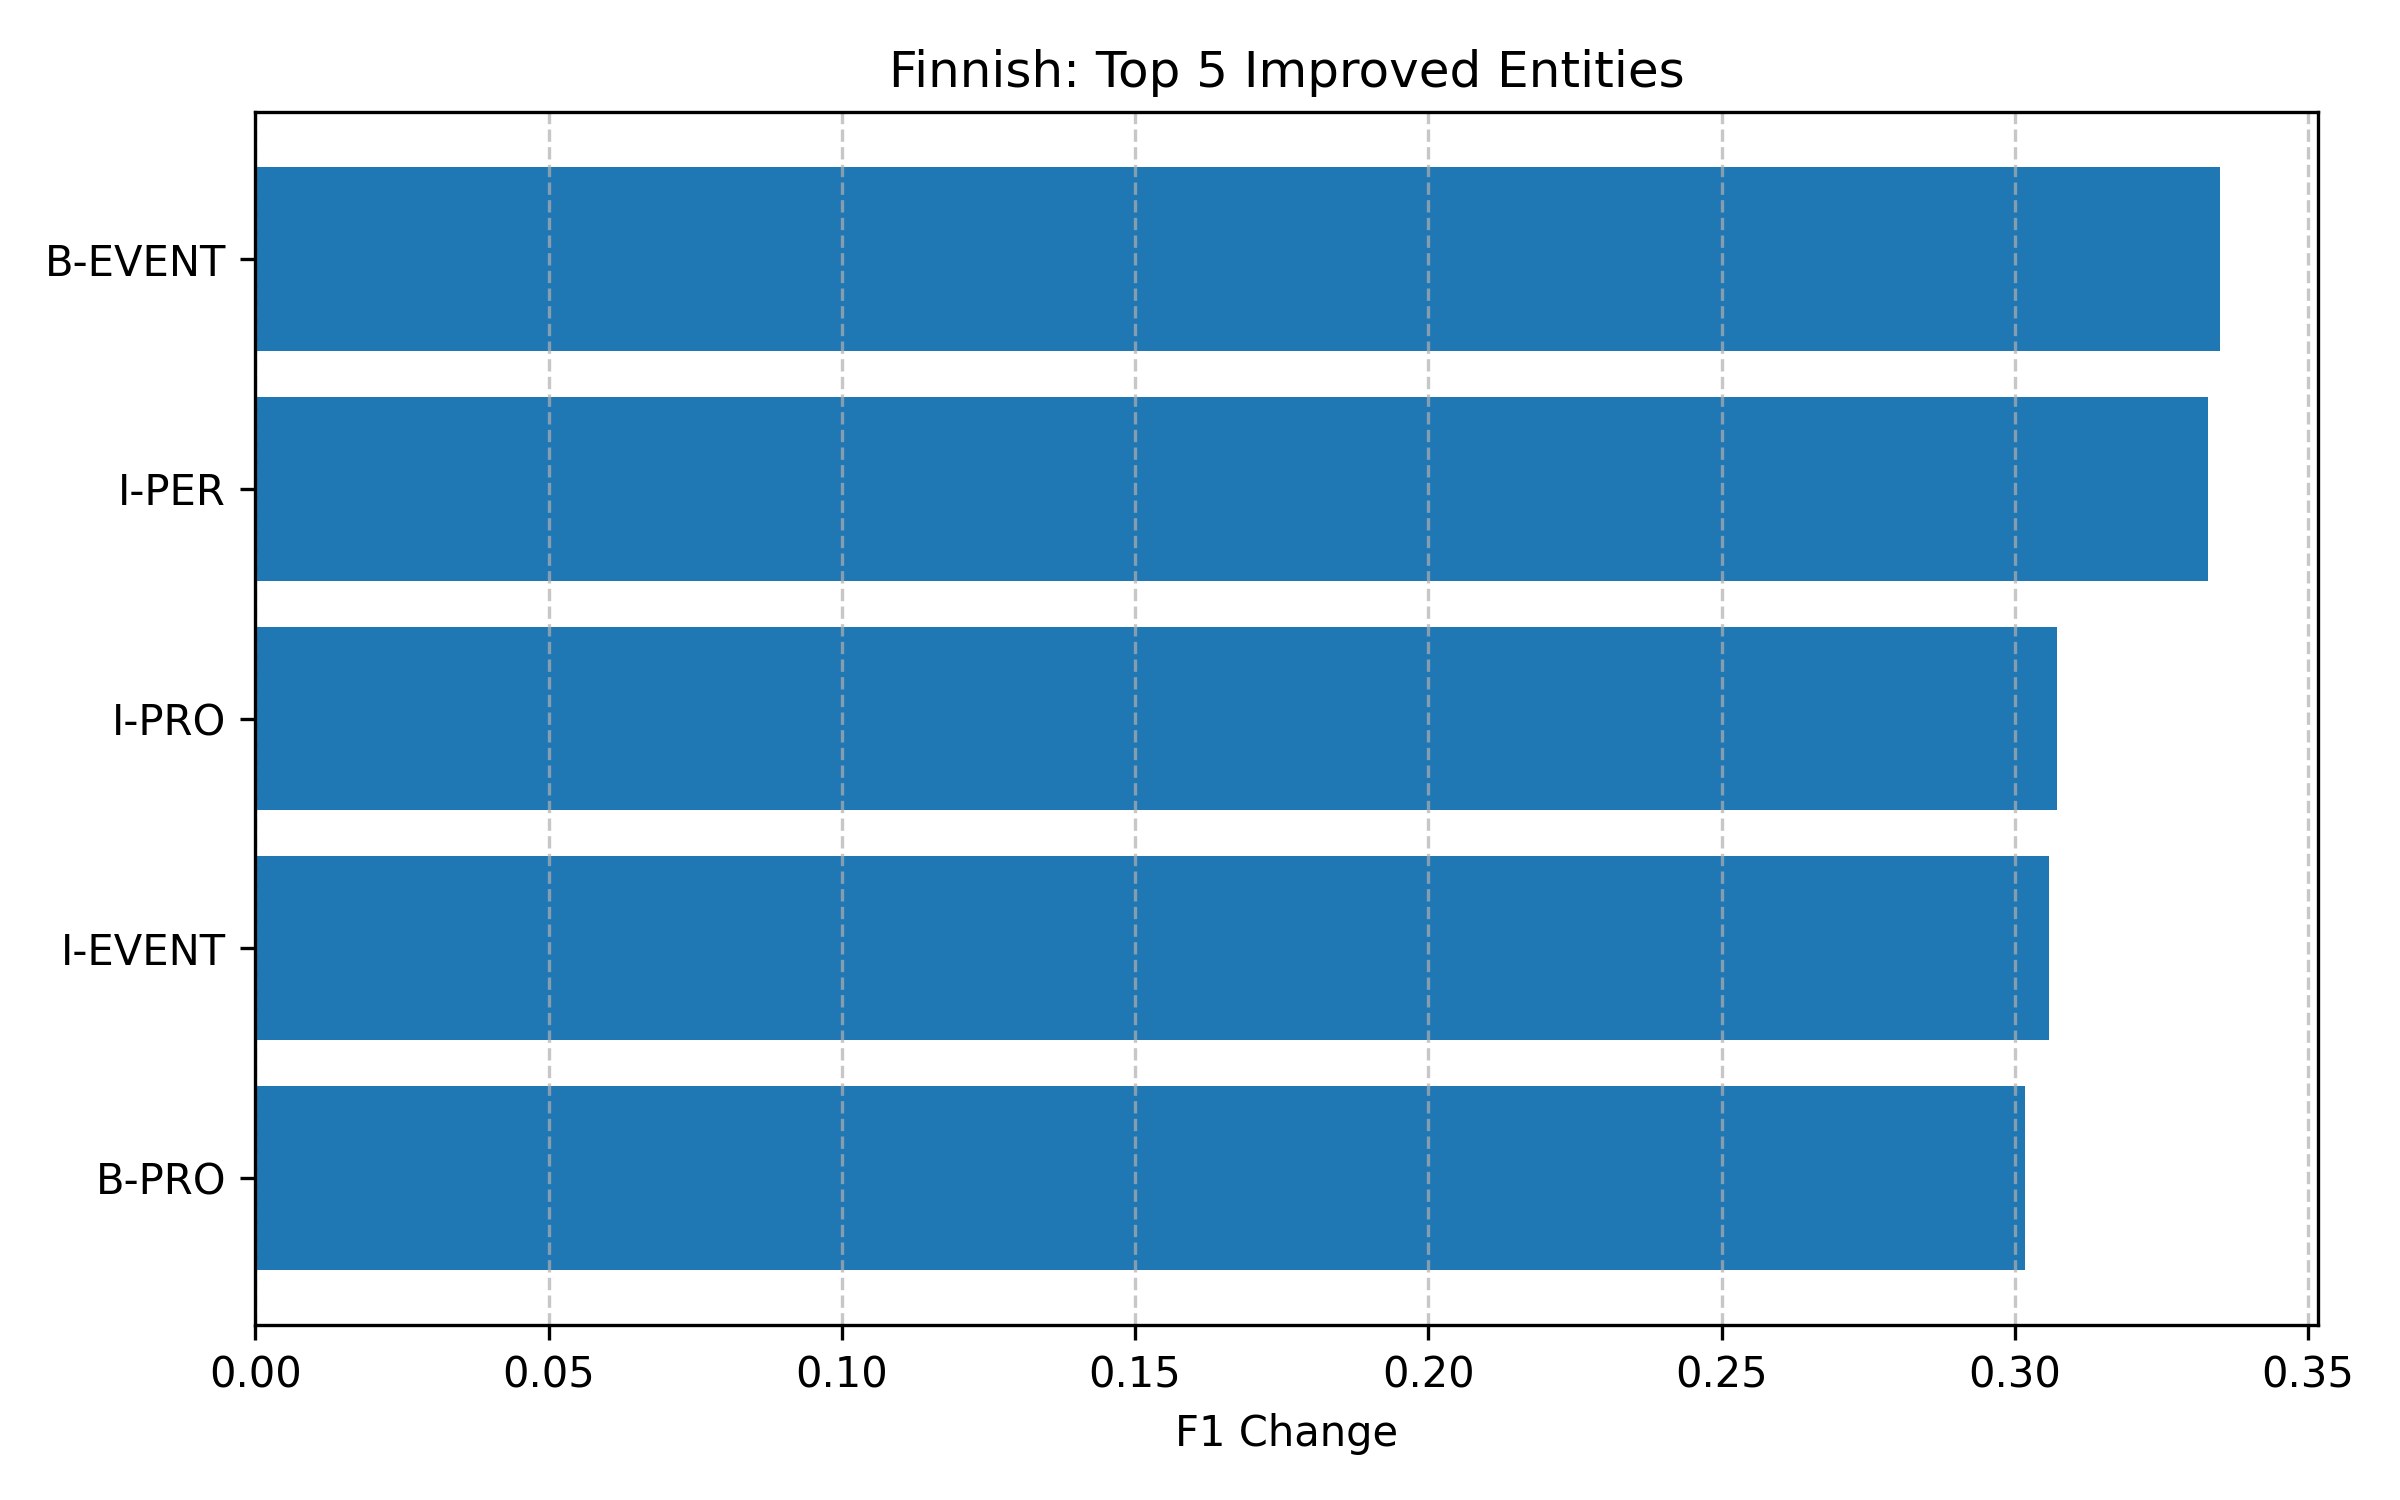 Finnish: Top 5 Improved Entities
B-EVENT
I-PER
I-PRO
I-EVENT
B-PRO
0.00 0.05 0.10 0.15 0.20 0.25 0.30 0.35
F1 Change